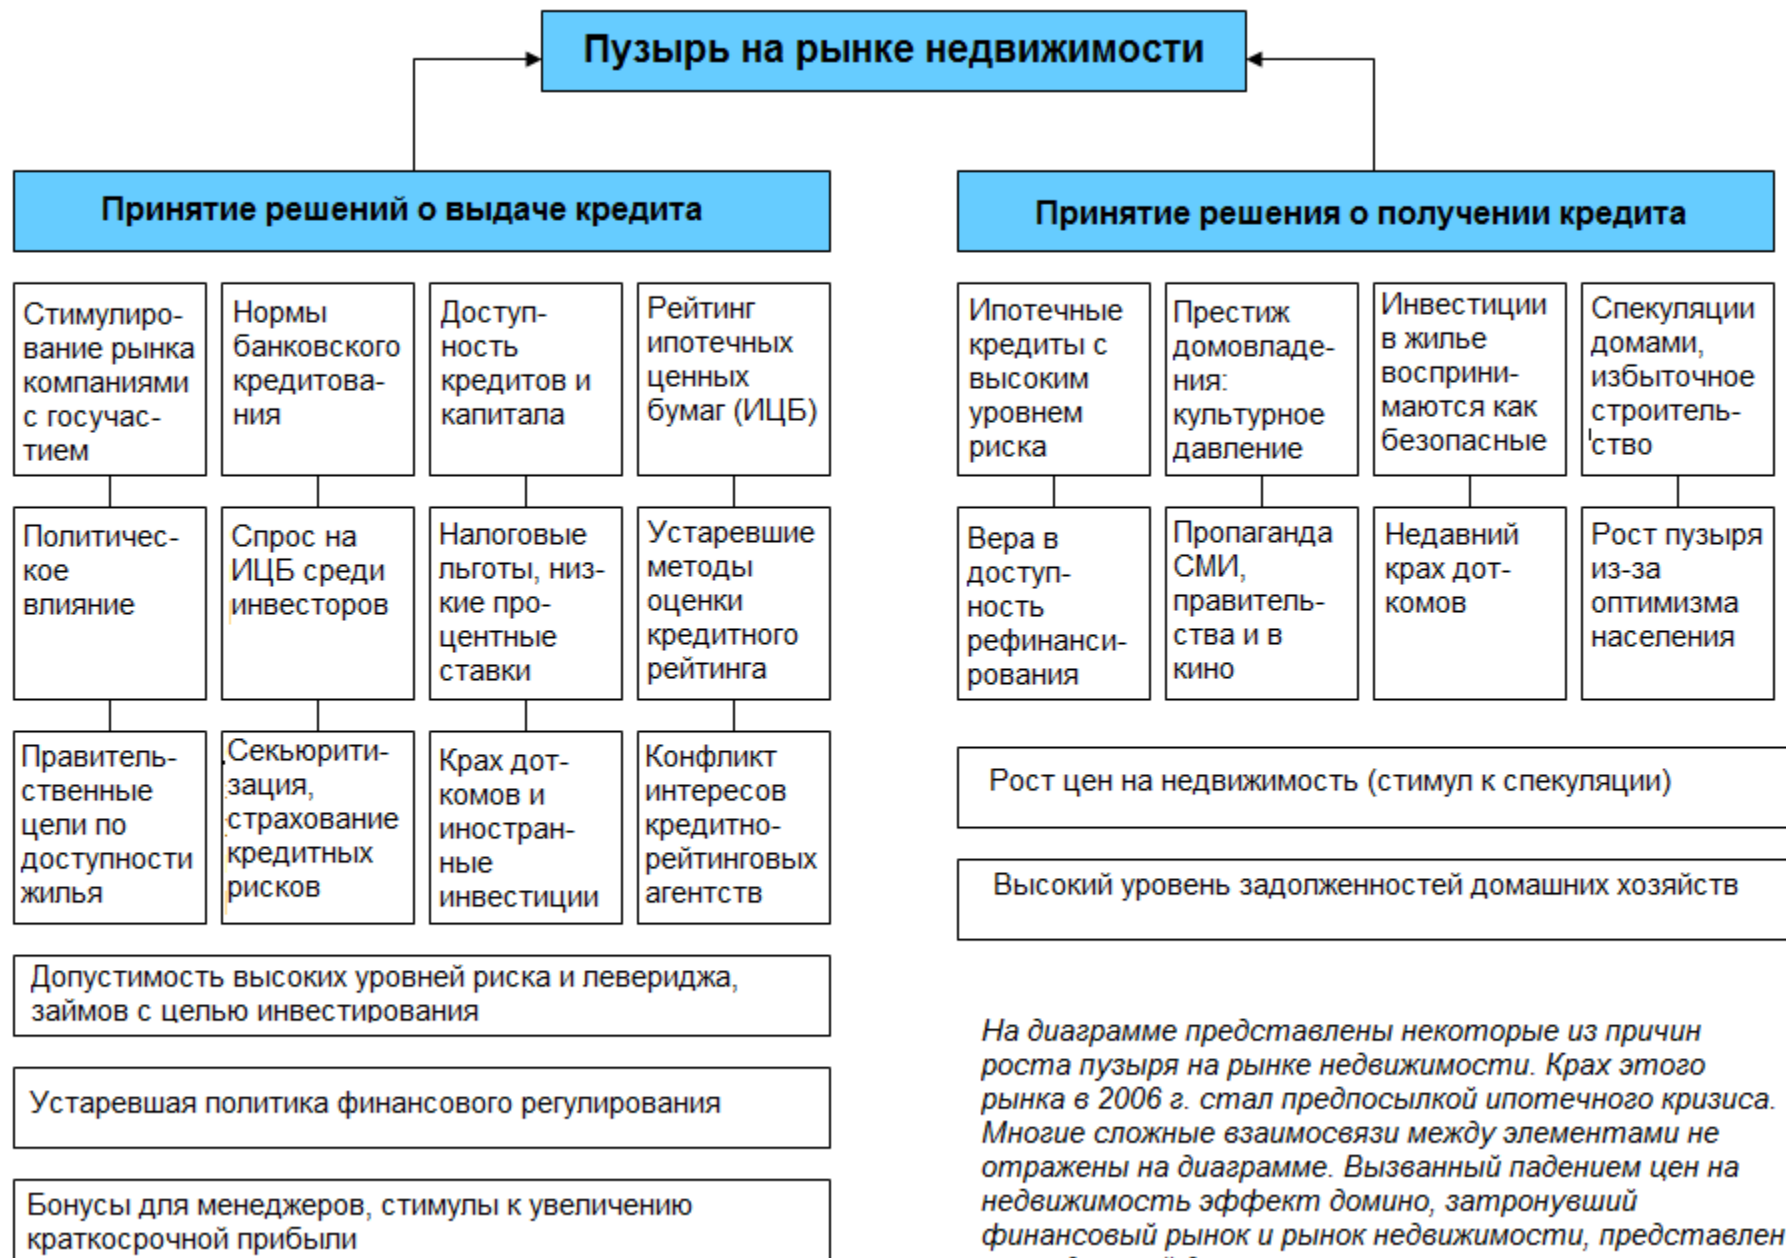 Пузырь на рынке недвижимости
Принятие решений о выдаче кредита
Стимулиро-
вание рынка
компаниями
с госучас-
тием
Нормы
банковского
кредитова-
ния
Доступ-
ность
кредитов и
капитала
Рейтинг
ипотечных
ценных
бумаг (ИЦБ)
Политичес-
кое
влияние
Спрос на
ИЦБ среди
инвесторов
Налоговые
льготы, низ-
кие про-
центные
ставки
Устаревшие
методы
оценки
кредитного
рейтинга
Правитель-
ственные
цели по
доступности
жилья
Секьюрити-
зация,
страхование
кредитных
рисков
Крах дот-
комов и
иностран-
ные
инвестиции
Конфликт
интересов
кредитно-
рейтинговых
агентств
Допустимость высоких уровней риска и левериджа,
займов с целью инвестирования
Устаревшая политика финансового регулирования
Бонусы для менеджеров, стимулы к увеличению
краткосрочной прибыли
Принятие решения о получении кредита
Ипотечные
кредиты с
высоким
уровнем
риска
Престиж
домовладе-
ния:
культурное
давление
Инвестиции
в жилье
восприни-
маются как
безопасные
Спекуляции
домами,
избыточное
строитель-
ство
Вера в
доступ-
ность
рефинанси-
рования
Пропаганда
СМИ,
правитель-
ства и в
кино
Недавний
крах дот-
комов
Рост пузыря
из-за
оптимизма
населения
Рост цен на недвижимость (стимул к спекуляции)
Высокий уровень задолженностей домашних хозяйств
На диаграмме представлены некоторые из причин
роста пузыря на рынке недвижимости. Крах этого
рынка в 2006 г. стал предпосылкой ипотечного кризиса.
Многие сложные взаимосвязи между элементами не
отражены на диаграмме. Вызванный падением цен на
недвижимость эффект домино, затронувший
финансовый рынок и рынок недвижимости, представлен